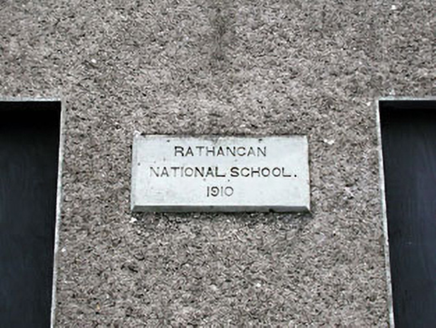 RATHANGAN
NATIONAL SCHOOL.
1910